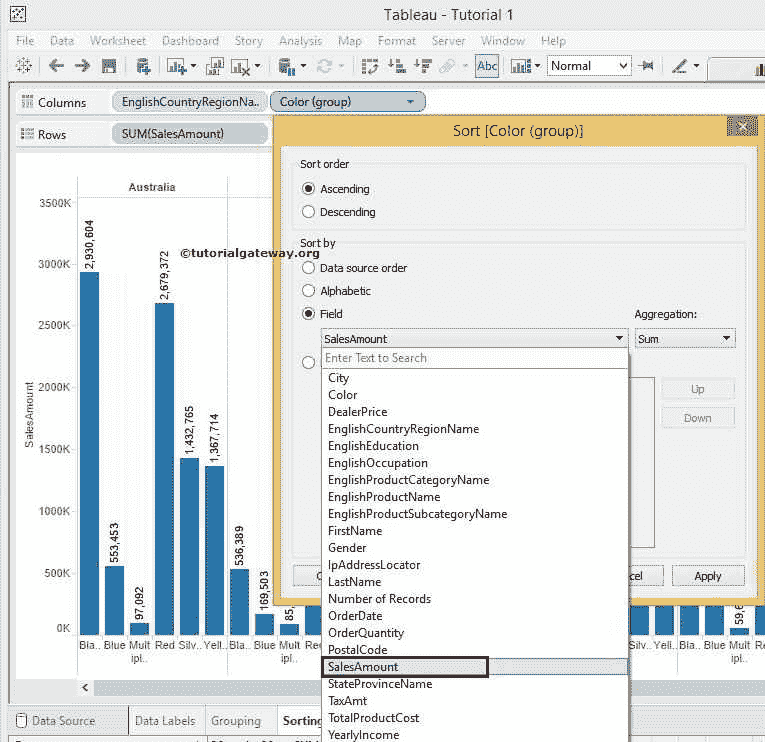 Tableau - Tutorial 1
File Data Worksheet Dashboard Story Analysis Map Format Server Window Help
Abc Normal
Columns EnglishCountryRegionNa.. Color (group)
Rows SUM(SalesAmount)
Sort [Color (group)]
Sort order
Ascending
Descending
Sort by
Data source order
Alphabetic
Field Aggregation:
SalesAmount Sum
Enter Text to Search
City
Color
DealerPrice
EnglishCountryRegionName
EnglishEducation
EnglishOccupation
EnglishProductCategoryName
EnglishProductName
EnglishProductSubcategoryName
FirstName
Gender
IpAddressLocator
LastName
Number of Records
OrderDate
OrderQuantity
PostalCode
SalesAmount
StateProvinceName
TaxAmt
TotalProductCost
YearlyIncome
Up
Down
Apply
©tutorialgateway.org
Australia
SalesAmount
3500K
3000K
2500K
2000K
1500K
1000K
500K
0K
2,930,604
553,453
97,092
2,679,372
1,432,765
1,367,714
536,389
169,503
85,
59,6
Bla.. Blue Mult ipl.. Red Silv.. Yell.. Bla.. Blue Mult ipl.. Re
Silv.. Yell.. Bla.. Blue Mult ipl..
Data Source Data Labels Grouping Sorting